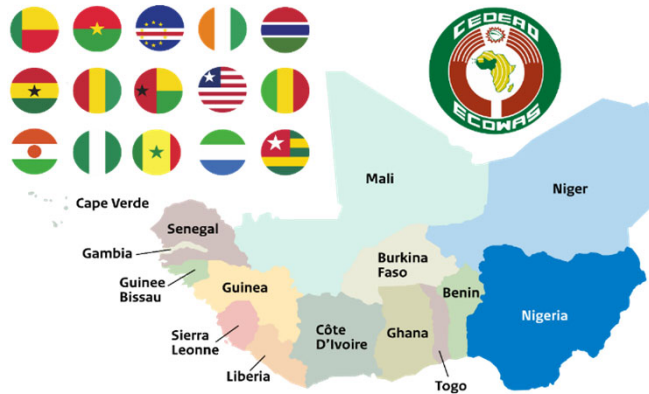 CEDEAO
ECOWAS
Mali
Niger
Cape Verde
Senegal
Gambia
Burkina
Faso
Guinee
Bissau
Guinea
Benin
Nigeria
Sierra
Leonne
Côte
D'Ivoire
Ghana
Liberia
Togo